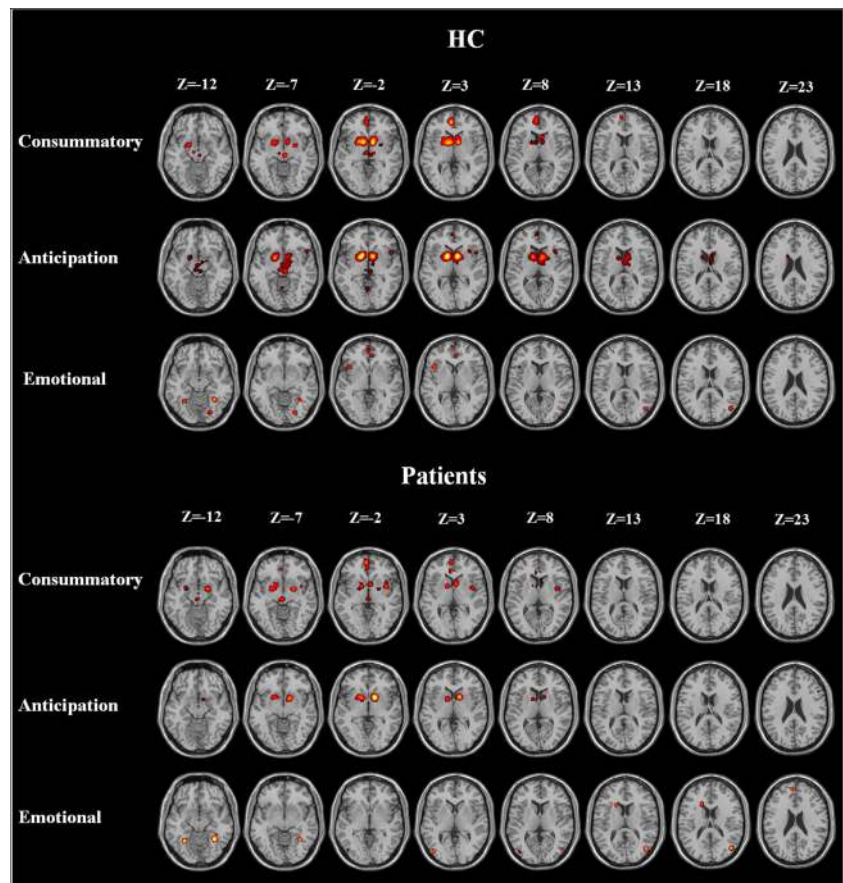 HC
Z=-12 Z=-7 Z=-2 Z=3 Z=8 Z=13 Z=18 Z=23
Consummatory
Anticipation
Emotional
Patients
Z=-12 Z=-7 Z=-2 Z=3 Z=8 Z=13 Z=18 Z=23
Consummatory
Anticipation
Emotional